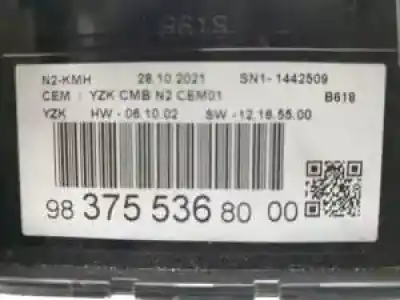 N2-KMH 28.10.2021 SN1-1442509
CEM : YZK CMB N2 CEM01 B618
YZK HW - 06.10.02 SW - 12.16.55.00
98 375 536 80 00